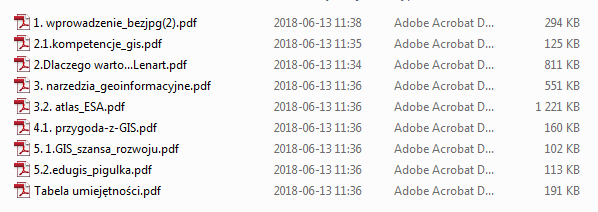 1. wprowadzenie_bezjpg(2).pdf 2018-06-13 11:38 Adobe Acrobat D... 294 KB
2.1.kompetencje_gis.pdf 2018-06-13 11:35 Adobe Acrobat D... 125 KB
2.Dlaczego warto...Lenart.pdf 2018-06-13 11:34 Adobe Acrobat D... 811 KB
3. narzedzia_geoinformacyjne.pdf 2018-06-13 11:36 Adobe Acrobat D... 551 KB
3.2. atlas_ESA.pdf 2018-06-13 11:36 Adobe Acrobat D... 1 221 KB
4.1. przygoda-z-GIS.pdf 2018-06-13 11:36 Adobe Acrobat D... 160 KB
5. 1.GIS_szansa_rozwoju.pdf 2018-06-13 11:36 Adobe Acrobat D... 102 KB
5.2.edugis_pigulka.pdf 2018-06-13 11:36 Adobe Acrobat D... 113 KB
Tabela umiejętności.pdf 2018-06-13 11:36 Adobe Acrobat D... 191 KB